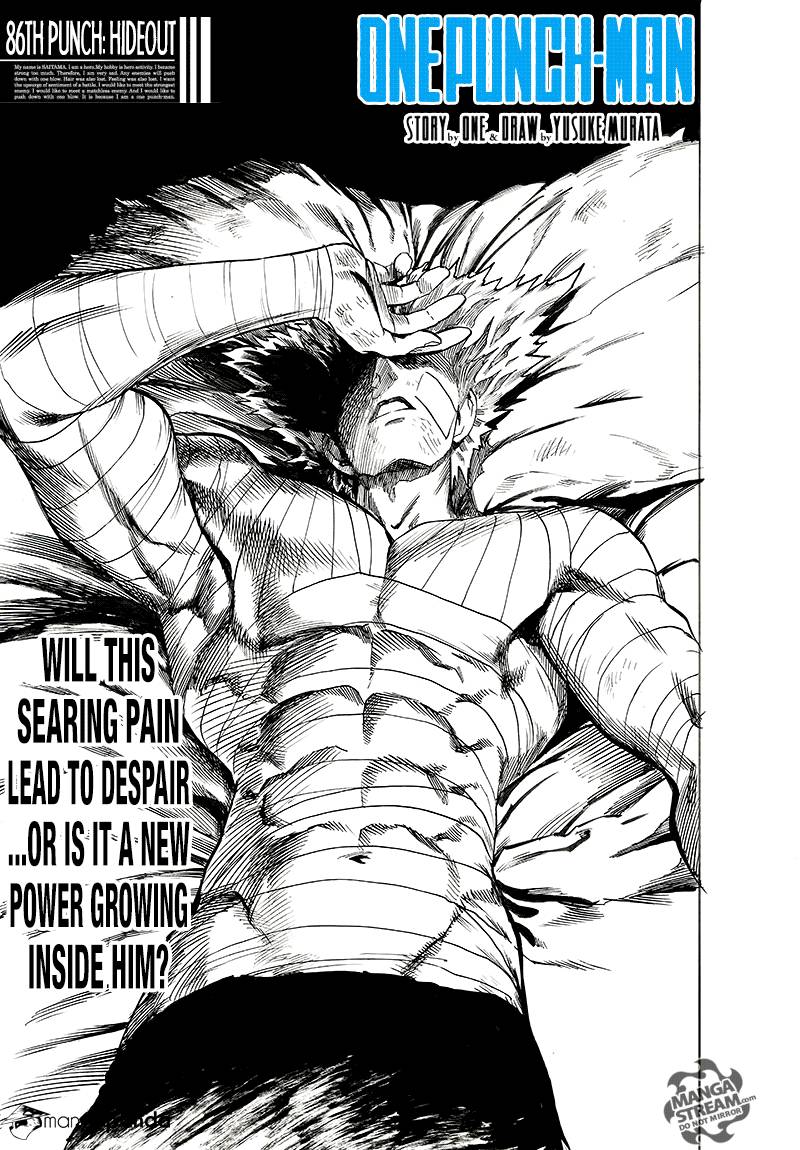 86TH PUNCH: HIDEOUT
My name is SAITAMA. I am a hero.My hobby is hero activity. I became
strong too much. Therefore, I am very sad. Any enemies will push
down with one blow. Hair was also lost. Feeling was also lost. I want
the upsurge of sentiment of a battle. I would like to meet the strongest
enemy. I would like to meet a matchless enemy. And I would like to
push down with one blow. It is because I am a one punch-man.
ONEPUNCH-MAN
STORY by ONE & DRAW by YUSUKE MURATA
WILL THIS
SEARING PAIN
LEAD TO DESPAIR
...OR IS IT A NEW
POWER GROWING
INSIDE HIM?
MANGA
STREAM.com
DO NOT MIRROR